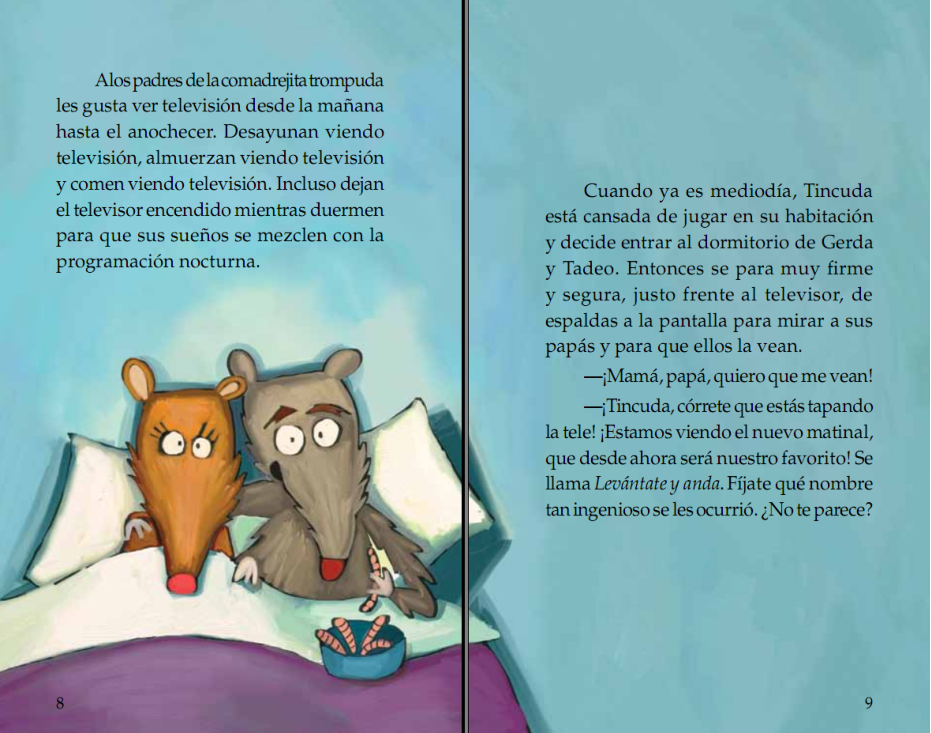 A los padres de la comadrejita trompuda
les gusta ver televisión desde la mañana
hasta el anochecer. Desayunan viendo
televisión, almuerzan viendo televisión
y comen viendo televisión. Incluso dejan
el televisor encendido mientras duermen
para que sus sueños se mezclen con la
programación nocturna.
8
Cuando ya es mediodía, Tincuda
está cansada de jugar en su habitación
y decide entrar al dormitorio de Gerda
y Tadeo. Entonces se para muy firme
y segura, justo frente al televisor, de
espaldas a la pantalla para mirar a sus
papás y para que ellos la vean.
—¡Mamá, papá, quiero que me vean!
—¡Tincuda, córrete que estás tapando
la tele! ¡Estamos viendo el nuevo matinal,
que desde ahora será nuestro favorito! Se
llama Levántate y anda. Fíjate qué nombre
tan ingenioso se les ocurrió. ¿No te parece?
9